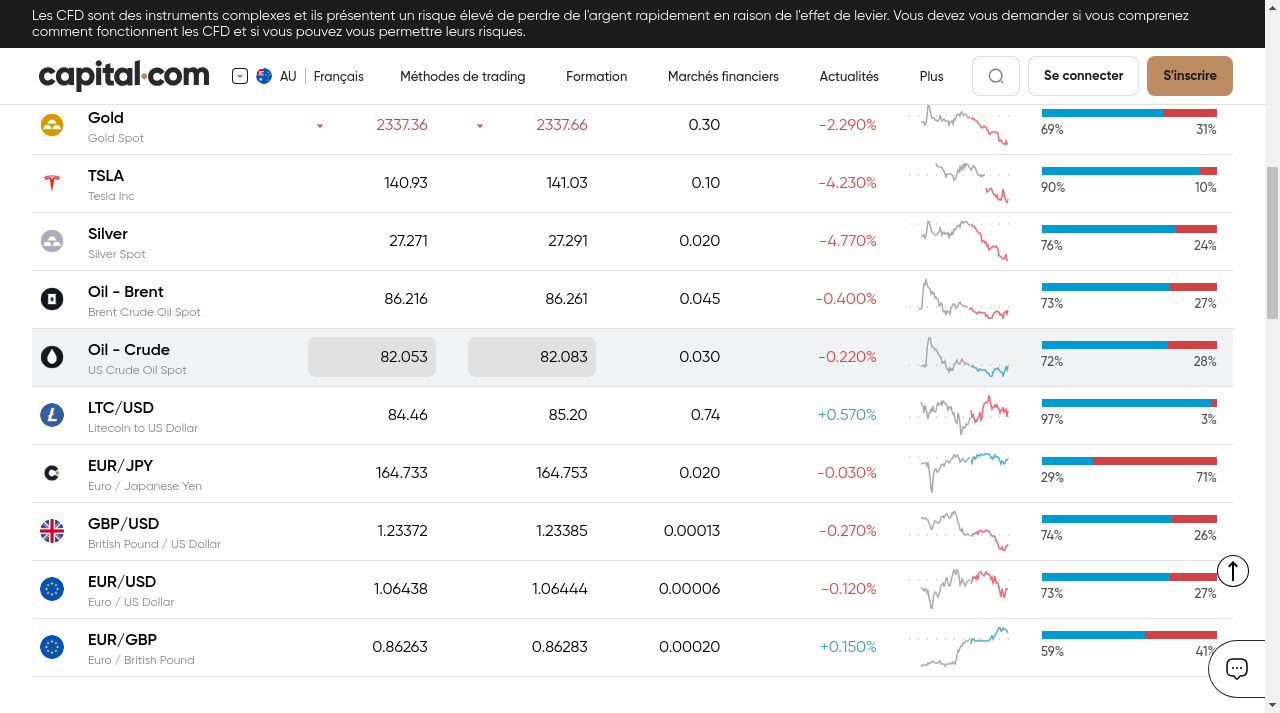 Les CFD sont des instruments complexes et ils présentent un risque élevé de perdre de l'argent rapidement en raison de l'effet de levier. Vous devez vous demander si vous comprenez
comment fonctionnent les CFD et si vous pouvez vous permettre leurs risques.
capital.com AU Français Méthodes de trading Formation Marchés financiers Actualités Plus Se connecter S'inscrire
Gold 2337.36 2337.66 0.30 -2.290%
Gold Spot 69% 31%
TSLA 140.93 141.03 0.10 -4.230%
Tesla Inc 90% 10%
Silver 27.271 27.291 0.020 -4.770%
Silver Spot 76% 24%
Oil - Brent 86.216 86.261 0.045 -0.400%
Brent Crude Oil Spot 73% 27%
Oil - Crude 82.053 82.083 0.030 -0.220%
US Crude Oil Spot 72% 28%
LTC/USD 84.46 85.20 0.74 +0.570%
Litecoin to US Dollar 97% 3%
EUR/JPY 164.733 164.753 0.020 -0.030%
Euro / Japanese Yen 29% 71%
GBP/USD 1.23372 1.23385 0.00013 -0.270%
British Pound / US Dollar 74% 26%
EUR/USD 1.06438 1.06444 0.00006 -0.120%
Euro / US Dollar 73% 27%
EUR/GBP 0.86263 0.86283 0.00020 +0.150%
Euro / British Pound 59% 41%